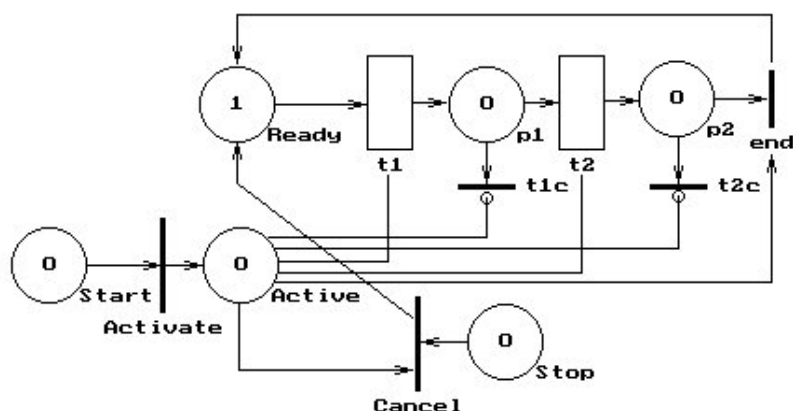 1
0
0
Ready
p1
p2
end
t1
t2
t1c
t2c
0
0
Start
Active
Activate
0
Stop
Cancel